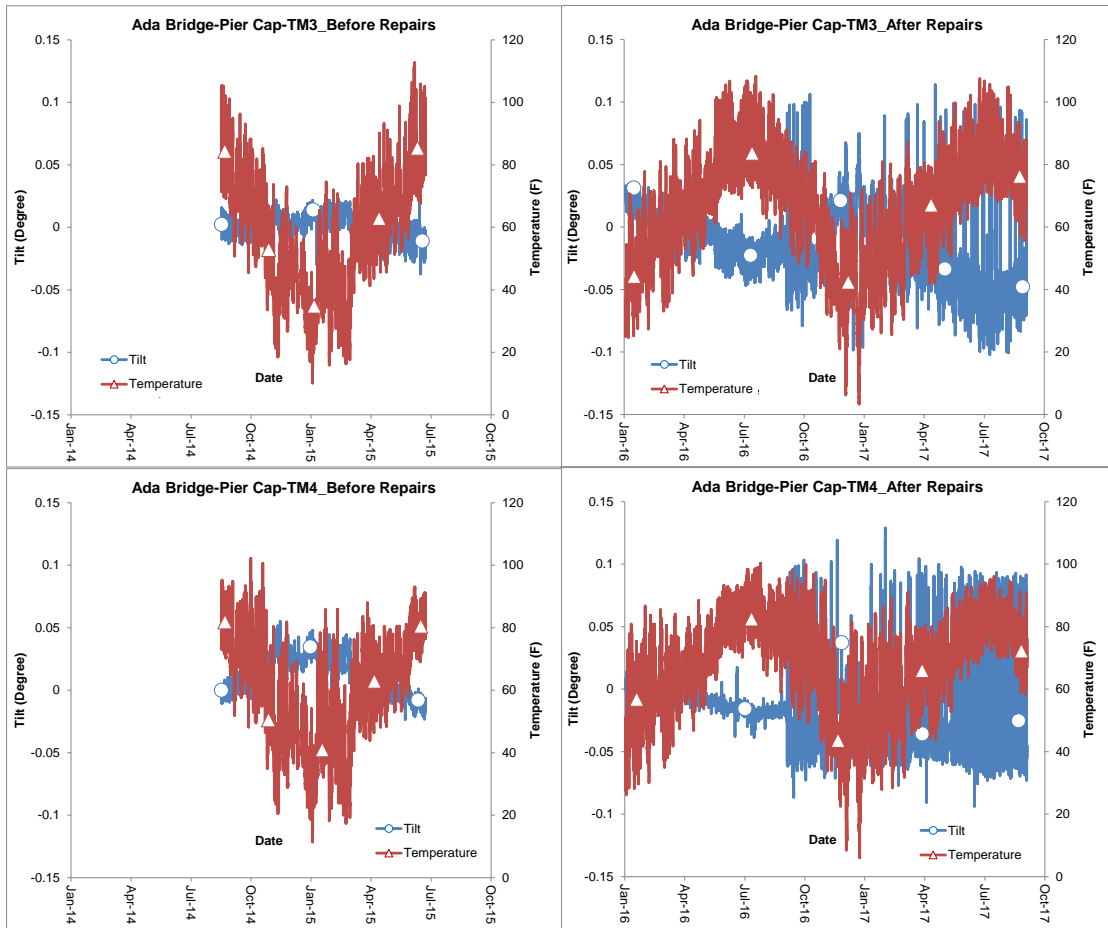 Ada Bridge-Pier Cap-TM3_Before Repairs
0.15
0.1
0.05
0
-0.05
-0.1
-0.15
Tilt (Degree)
120
100
80
60
40
20
0
Temperature (F)
Tilt
Temperature
Date
Jan-14
Apr-14
Jul-14
Oct-14
Jan-15
Apr-15
Jul-15
Oct-15
Ada Bridge-Pier Cap-TM3_After Repairs
0.15
0.1
0.05
0
-0.05
-0.1
-0.15
Tilt (Degree)
120
100
80
60
40
20
0
Temperature (F)
Tilt
Temperature
Date
Jan-16
Apr-16
Jul-16
Oct-16
Jan-17
Apr-17
Jul-17
Oct-17
Ada Bridge-Pier Cap-TM4_Before Repairs
0.15
0.1
0.05
0
-0.05
-0.1
-0.15
Tilt (Degree)
120
100
80
60
40
20
0
Temperature (F)
Date
Tilt
Temperature
Jan-14
Apr-14
Jul-14
Oct-14
Jan-15
Apr-15
Jul-15
Oct-15
Ada Bridge-Pier Cap-TM4_After Repairs
0.15
0.1
0.05
0
-0.05
-0.1
-0.15
Tilt (Degree)
120
100
80
60
40
20
0
Temperature (F)
Date
Tilt
Temperature
Jan-16
Apr-16
Jul-16
Oct-16
Jan-17
Apr-17
Jul-17
Oct-17